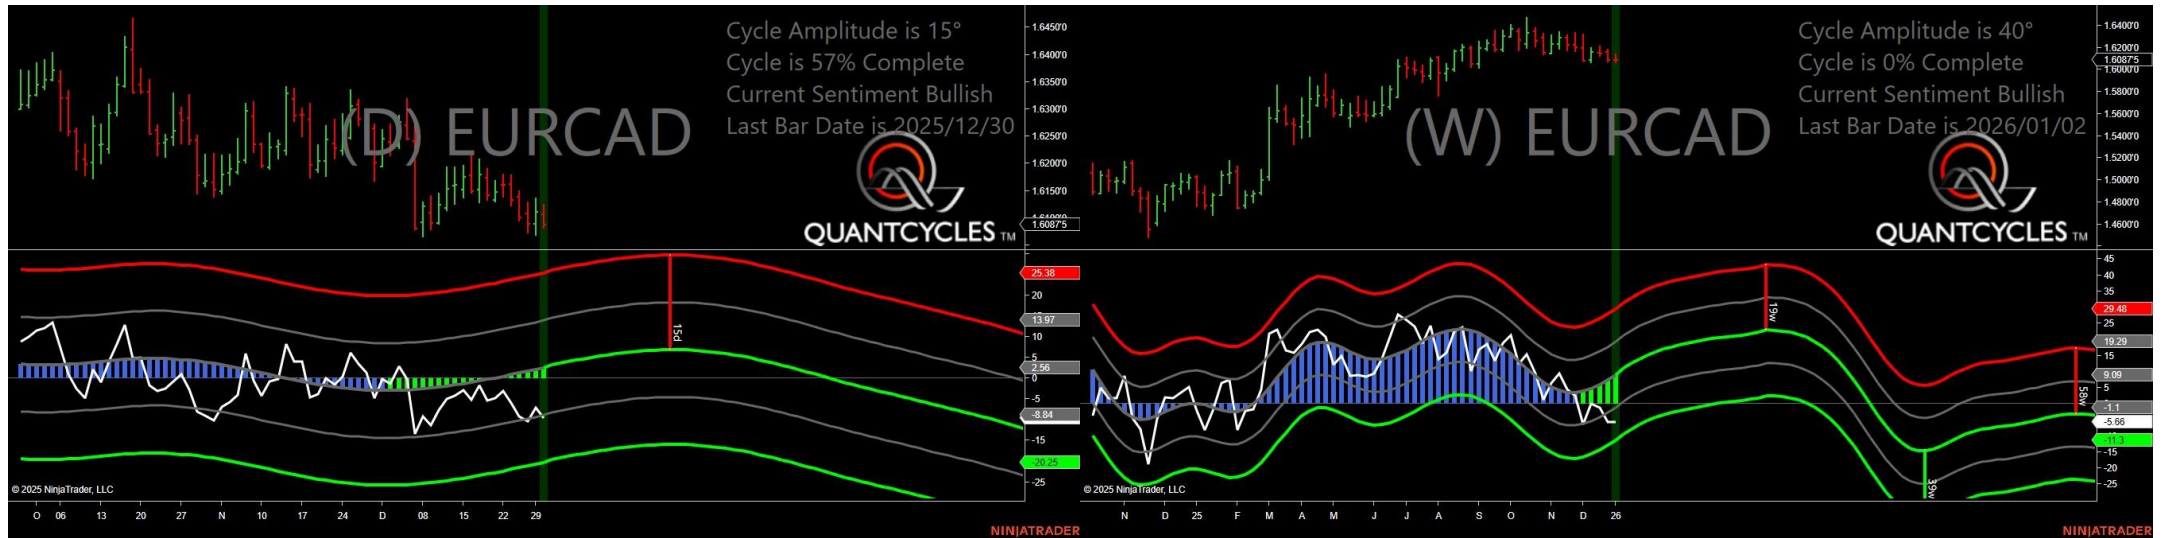 Cycle Amplitude is 15°
Cycle is 57% Complete
Current Sentiment Bullish
Last Bar Date is 2025/12/30
(D) EURCAD
QUANTCYCLES TM
1.6450'0
1.6400'0
1.6350'0
1.6300'0
1.6250'0
1.6200'0
1.6150'0
1.6087'5
25.38
20
13.97
10
5
2.56
0
-5
-8.84
-15
-20.25
-25
15d
© 2025 NinjaTrader, LLC
O 06 13 20 27 N 10 17 24 D 08 15 22 29
NINJATRADER
Cycle Amplitude is 40°
Cycle is 0% Complete
Current Sentiment Bullish
Last Bar Date is 2026/01/02
(W) EURCAD
QUANTCYCLES TM
1.6400'0
1.6200'0
1.6087'5
1.6000'0
1.5800'0
1.5600'0
1.5400'0
1.5200'0
1.5000'0
1.4800'0
1.4600'0
45
40
35
29.48
25
19.29
15
9.09
5
-1.1
-5.66
-11.3
-15
-20
-25
19w
39w
58w
© 2025 NinjaTrader, LLC
N D 25 F M A M J J A S O N D 26
NINJATRADER